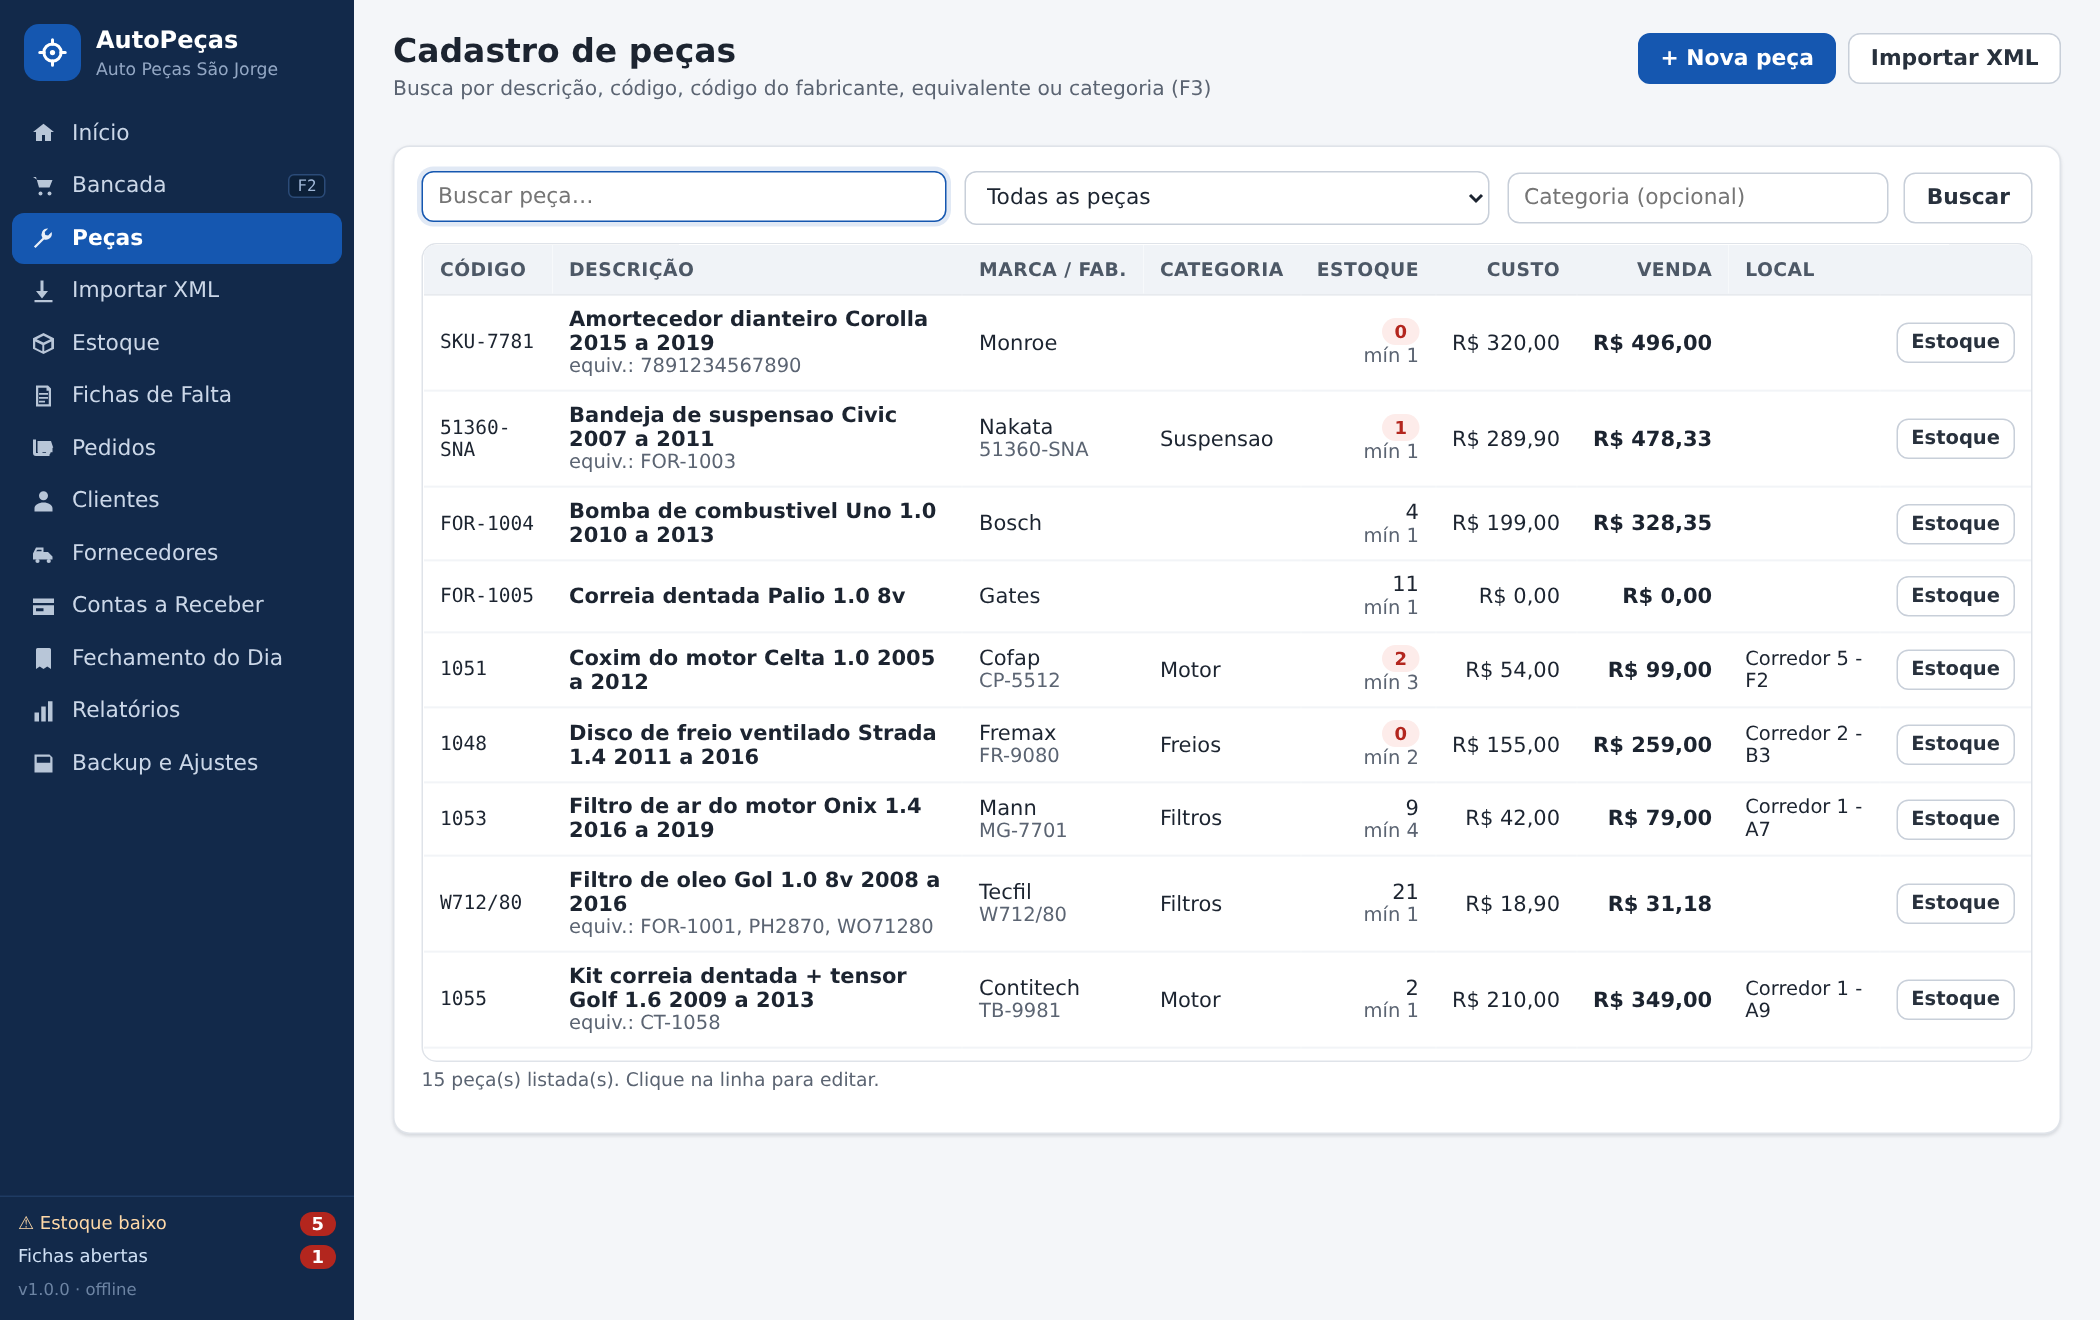 AutoPeças
Auto Peças São Jorge
Início
Bancada F2
Peças
Importar XML
Estoque
Fichas de Falta
Pedidos
Clientes
Fornecedores
Contas a Receber
Fechamento do Dia
Relatórios
Backup e Ajustes
⚠ Estoque baixo 5
Fichas abertas 1
v1.0.0 · offline
Cadastro de peças
Busca por descrição, código, código do fabricante, equivalente ou categoria (F3)
+ Nova peça
Importar XML
Buscar peça...
Todas as peças
Categoria (opcional)
Buscar
CÓDIGO DESCRIÇÃO MARCA / FAB. CATEGORIA ESTOQUE CUSTO VENDA LOCAL
SKU-7781
Amortecedor dianteiro Corolla
2015 a 2019
equiv.: 7891234567890
Monroe
0
mín 1
R$ 320,00
R$ 496,00
Estoque
51360-
SNA
Bandeja de suspensao Civic
2007 a 2011
equiv.: FOR-1003
Nakata
51360-SNA
Suspensao
1
mín 1
R$ 289,90
R$ 478,33
Estoque
FOR-1004
Bomba de combustivel Uno 1.0
2010 a 2013
Bosch
4
mín 1
R$ 199,00
R$ 328,35
Estoque
FOR-1005
Correia dentada Palio 1.0 8v
Gates
11
mín 1
R$ 0,00
R$ 0,00
Estoque
1051
Coxim do motor Celta 1.0 2005
a 2012
Cofap
CP-5512
Motor
2
mín 3
R$ 54,00
R$ 99,00
Corredor 5 -
F2
Estoque
1048
Disco de freio ventilado Strada
1.4 2011 a 2016
Fremax
FR-9080
Freios
0
mín 2
R$ 155,00
R$ 259,00
Corredor 2 -
B3
Estoque
1053
Filtro de ar do motor Onix 1.4
2016 a 2019
Mann
MG-7701
Filtros
9
mín 4
R$ 42,00
R$ 79,00
Corredor 1 -
A7
Estoque
W712/80
Filtro de oleo Gol 1.0 8v 2008 a
2016
equiv.: FOR-1001, PH2870, WO71280
Tecfil
W712/80
Filtros
21
mín 1
R$ 18,90
R$ 31,18
Estoque
1055
Kit correia dentada + tensor
Golf 1.6 2009 a 2013
equiv.: CT-1058
Contitech
TB-9981
Motor
2
mín 1
R$ 210,00
R$ 349,00
Corredor 1 -
A9
Estoque
15 peça(s) listada(s). Clique na linha para editar.